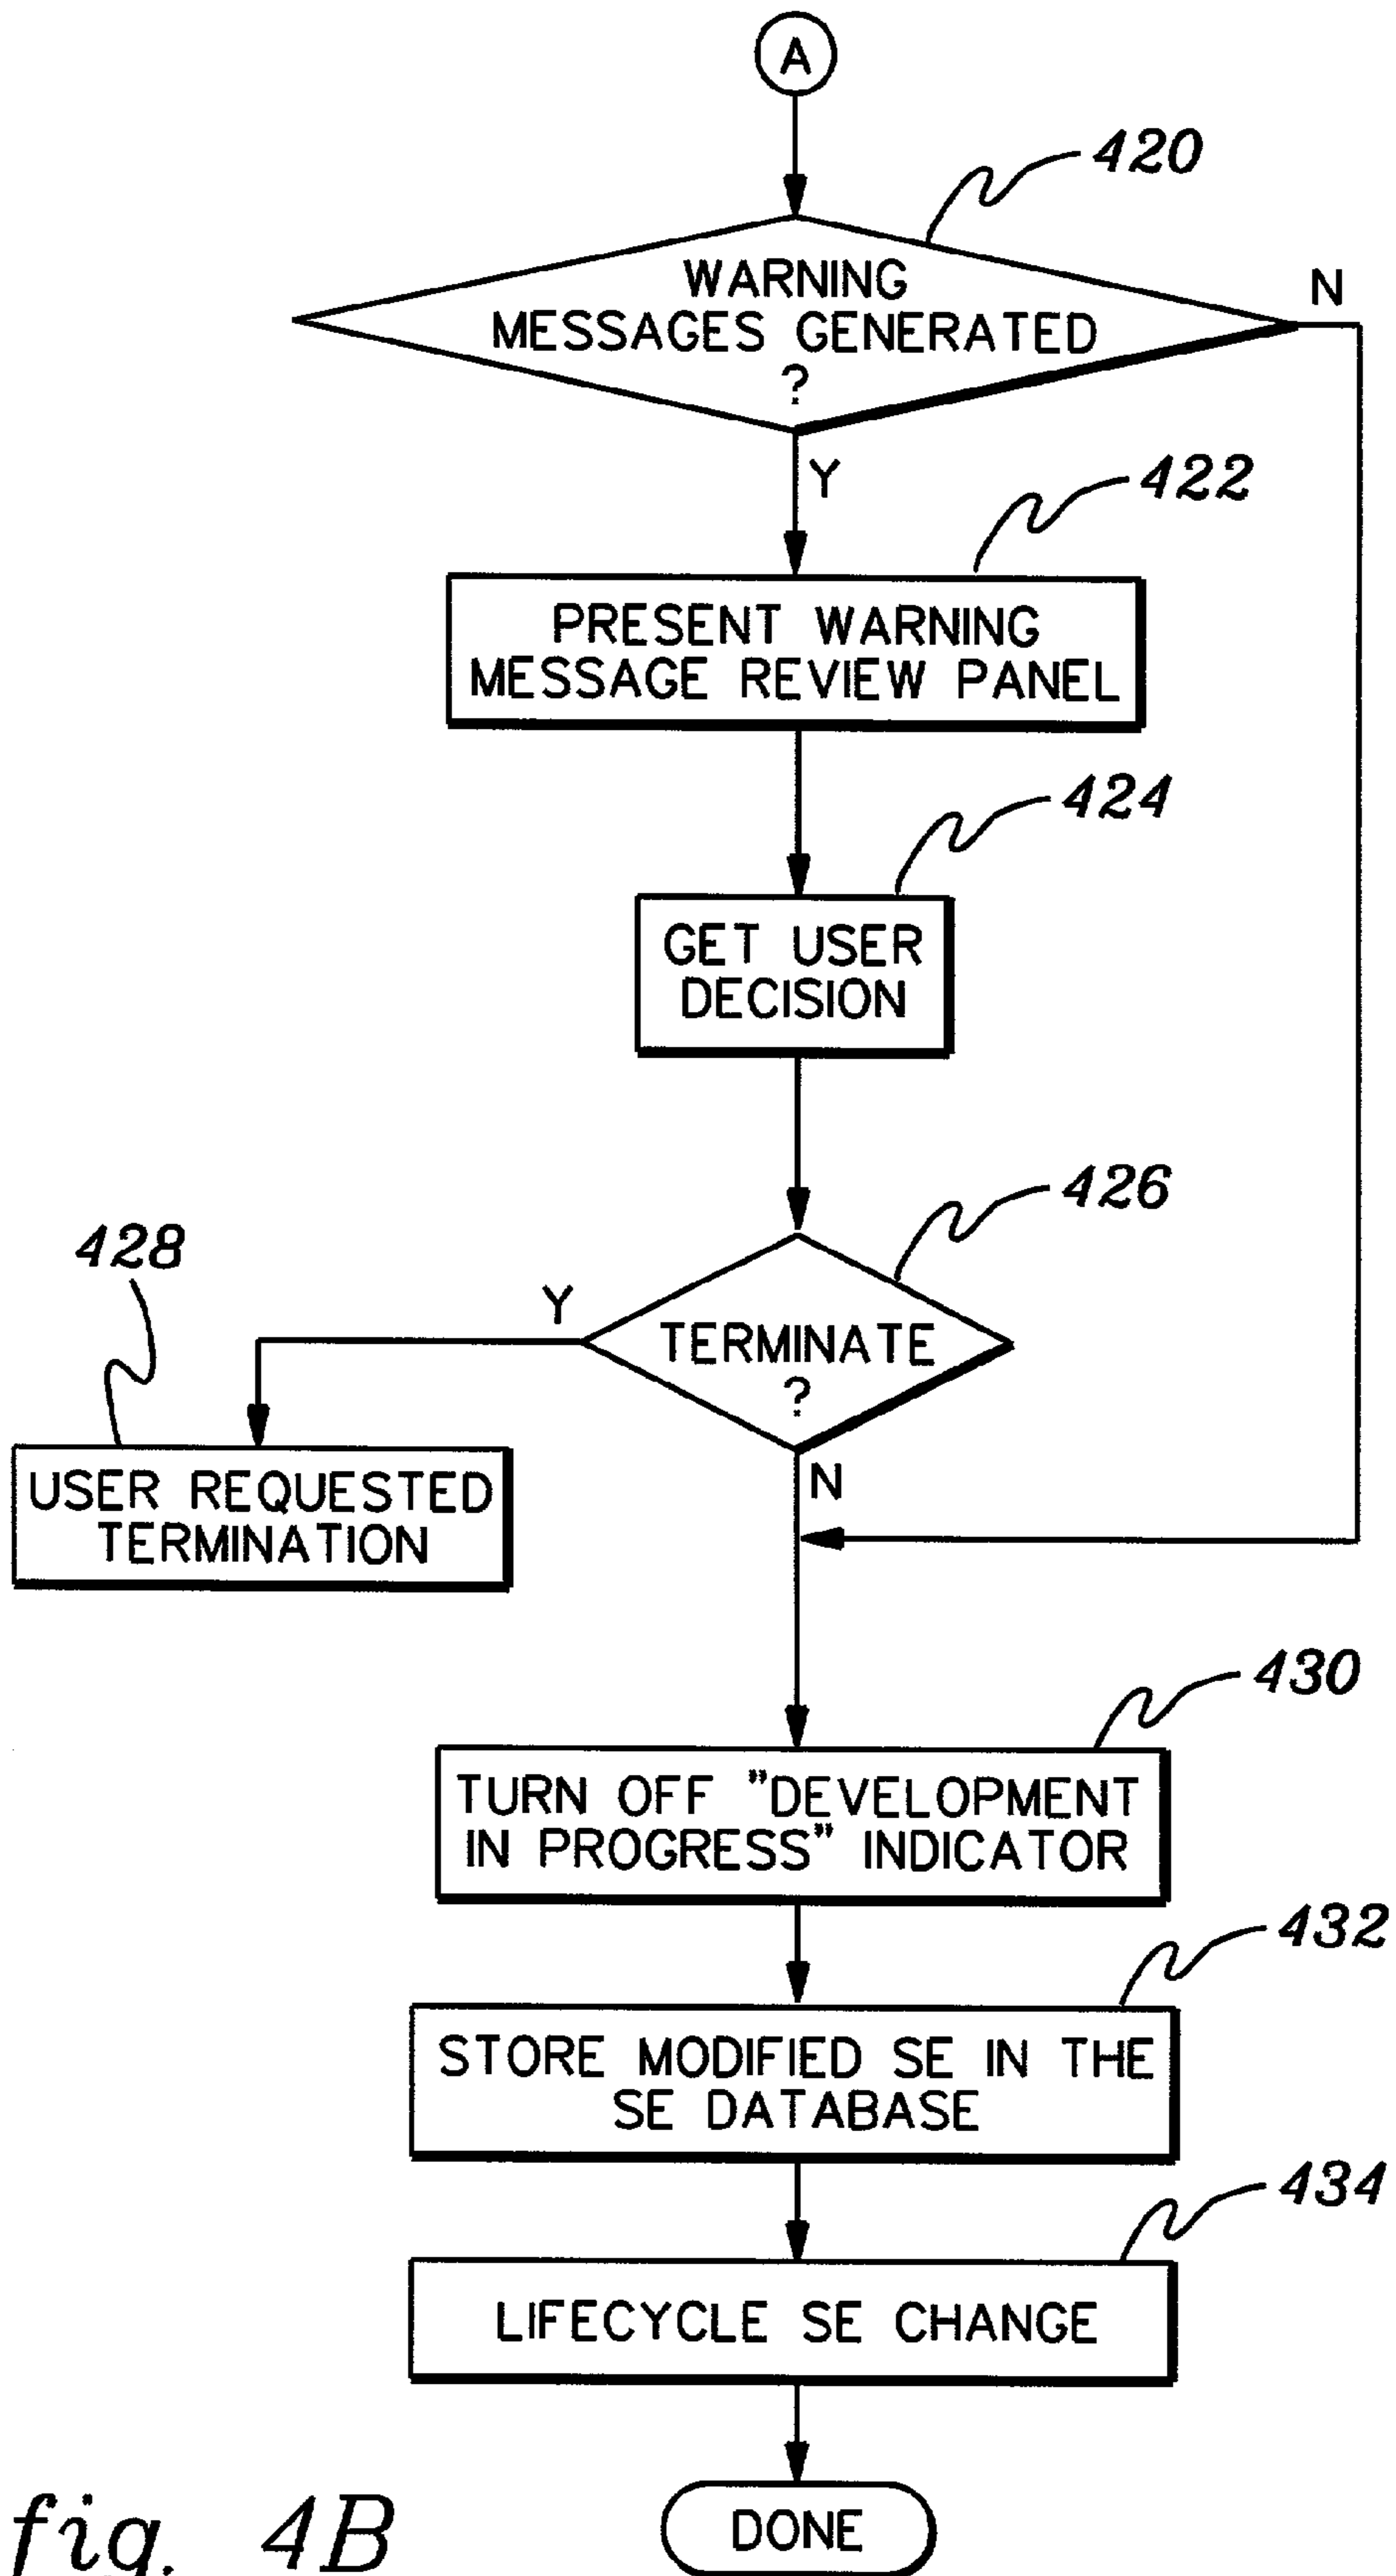 A
420
WARNING
MESSAGES GENERATED
?
N
Y
422
PRESENT WARNING
MESSAGE REVIEW PANEL
424
GET USER
DECISION
426
428
Y
TERMINATE
?
N
USER REQUESTED
TERMINATION
430
TURN OFF "DEVELOPMENT
IN PROGRESS" INDICATOR
432
STORE MODIFIED SE IN THE
SE DATABASE
434
LIFECYCLE SE CHANGE
DONE
fig. 4B